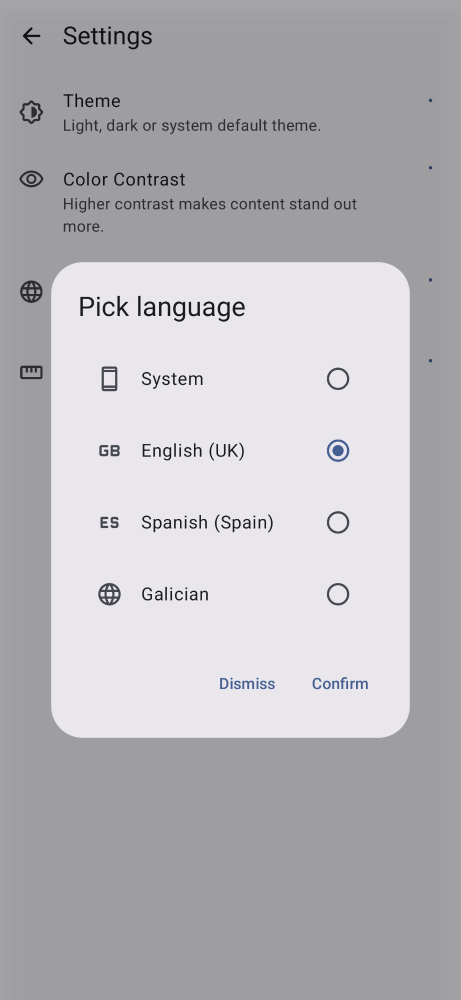 Settings
Theme
Light, dark or system default theme.
Color Contrast
Higher contrast makes content stand out
more.
Pick language
System
GB English (UK)
ES Spanish (Spain)
Galician
Dismiss Confirm